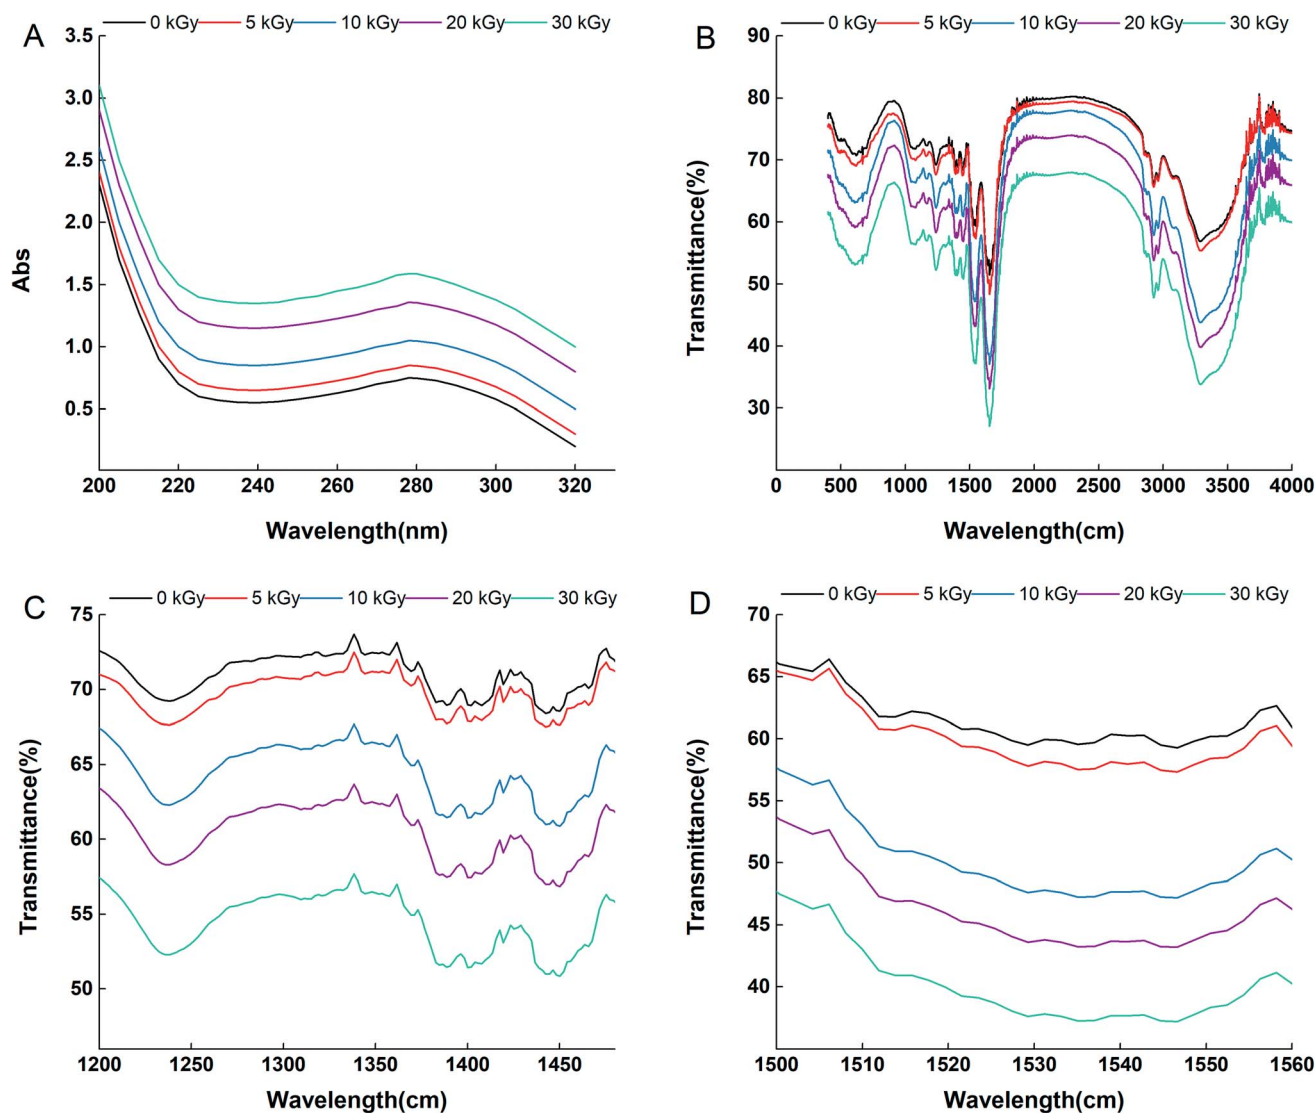 A
0 kGy 5 kGy 10 kGy 20 kGy 30 kGy
3.5
3.0
2.5
2.0
1.5
1.0
0.5
Abs
200 220 240 260 280 300 320
Wavelength(nm)
B
0 kGy 5 kGy 10 kGy 20 kGy 30 kGy
90
80
70
60
50
40
30
Transmittance(%)
0 500 1000 1500 2000 2500 3000 3500 4000
Wavelength(cm)
C
0 kGy 5 kGy 10 kGy 20 kGy 30 kGy
75
70
65
60
55
50
Transmittance(%)
1200 1250 1300 1350 1400 1450
Wavelength(cm)
D
0 kGy 5 kGy 10 kGy 20 kGy 30 kGy
70
65
60
55
50
45
40
Transmittance(%)
1500 1510 1520 1530 1540 1550 1560
Wavelength(cm)